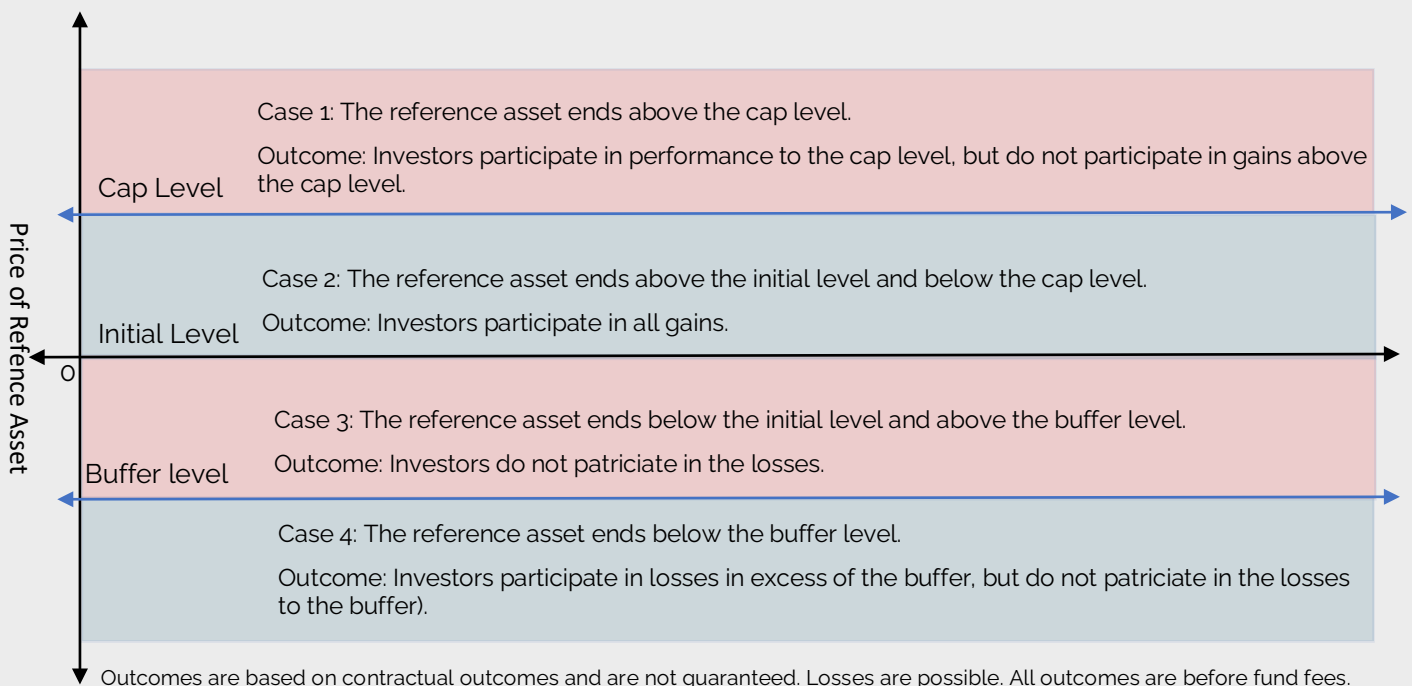 Case 1: The reference asset ends above the cap level.
Outcome: Investors participate in performance to the cap level, but do not participate in gains above
the cap level.
Cap Level
Case 2: The reference asset ends above the initial level and below the cap level.
Outcome: Investors participate in all gains.
Initial Level
0
Price of Refence Asset
Case 3: The reference asset ends below the initial level and above the buffer level.
Outcome: Investors do not patriciate in the losses.
Buffer level
Case 4: The reference asset ends below the buffer level.
Outcome: Investors participate in losses in excess of the buffer, but do not patriciate in the losses
to the buffer).
Outcomes are based on contractual outcomes and are not guaranteed. Losses are possible. All outcomes are before fund fees.